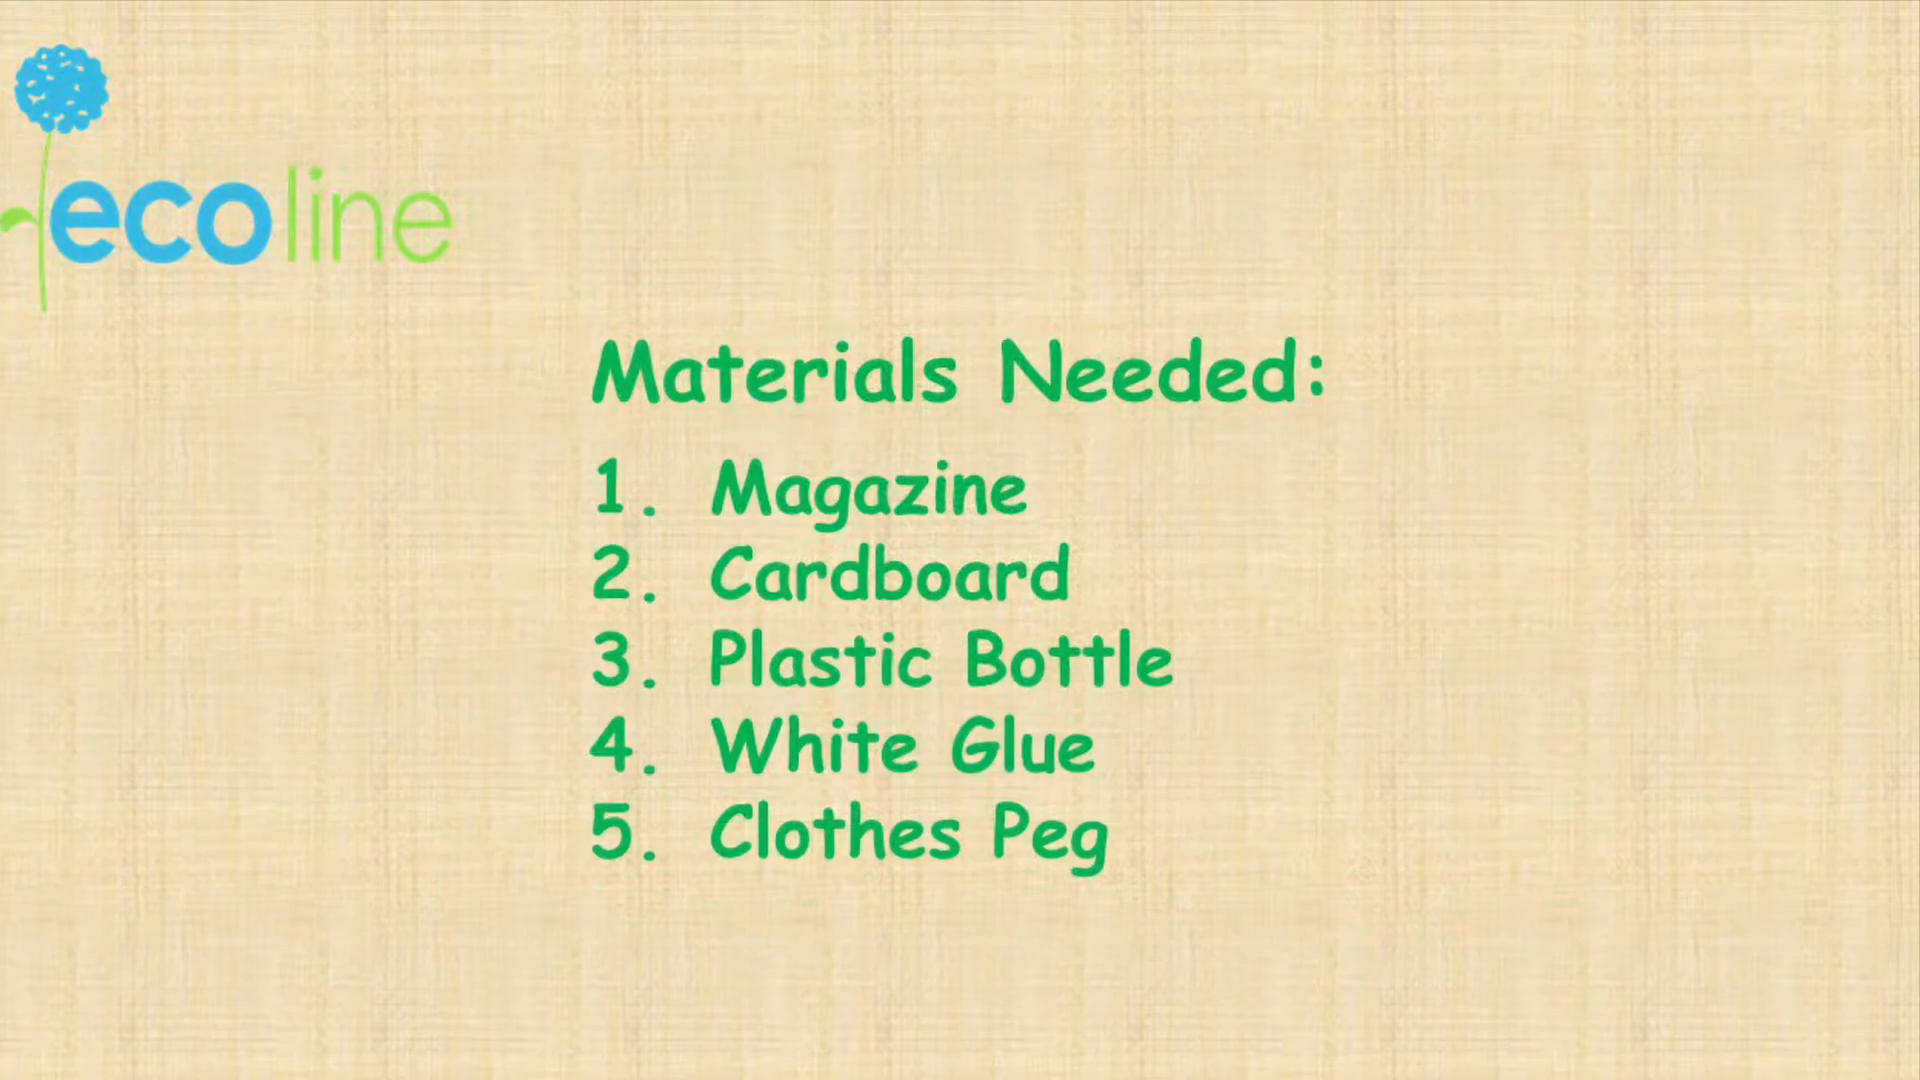 ecoline
Materials Needed:
1. Magazine
2. Cardboard
3. Plastic Bottle
4. White Glue
5. Clothes Peg